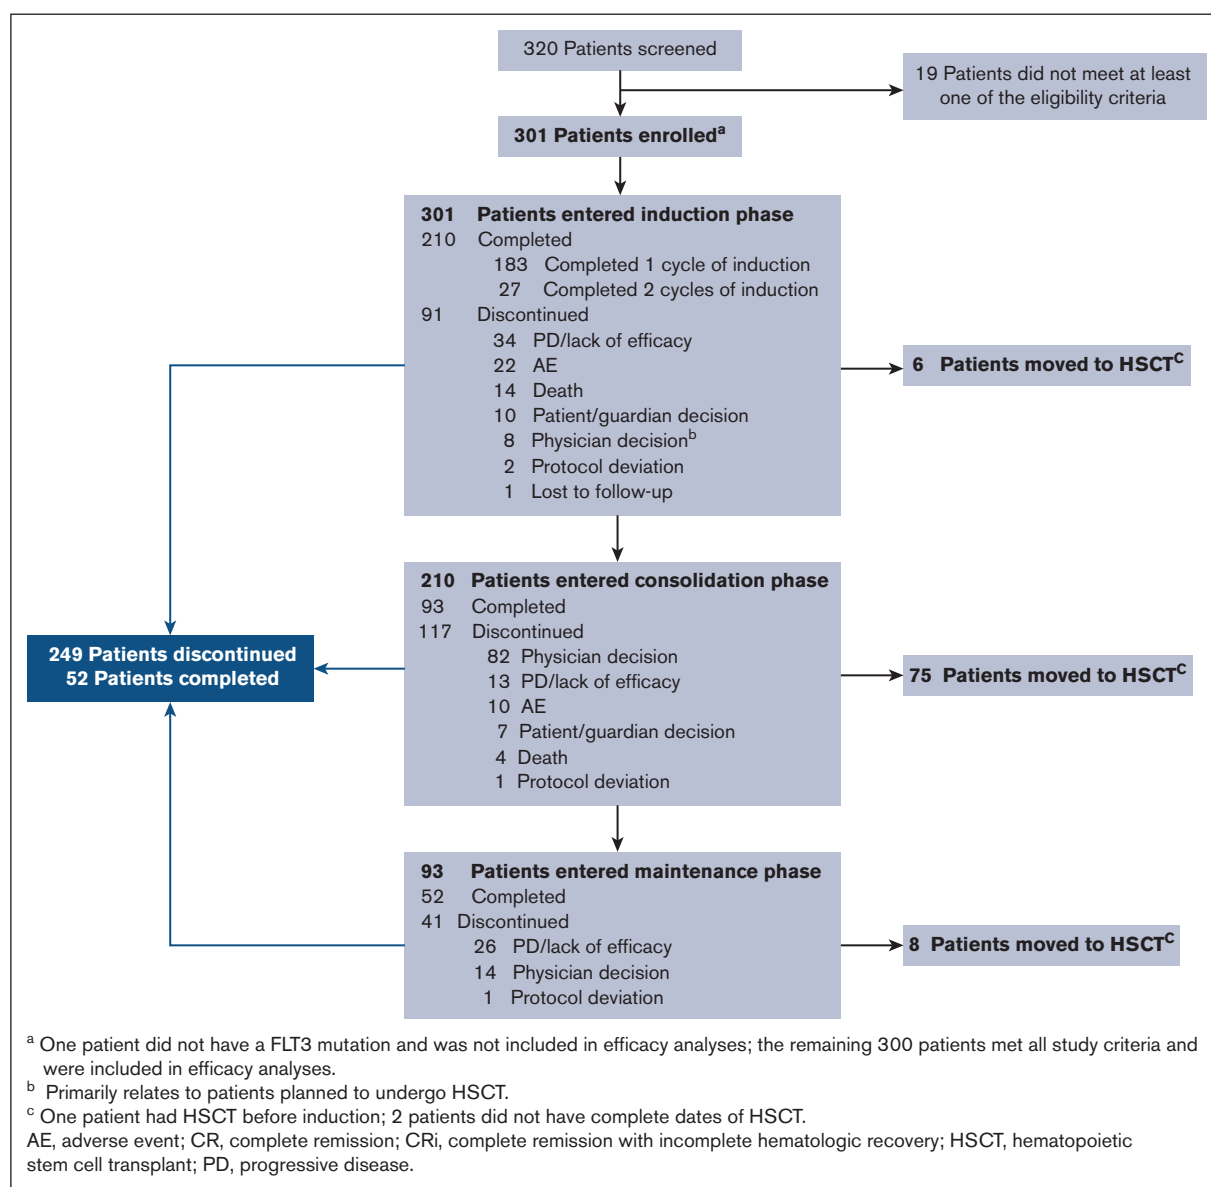 320 Patients screened
19 Patients did not meet at least
one of the eligibility criteria
301 Patients enrolledᵃ
301 Patients entered induction phase
210 Completed
183 Completed 1 cycle of induction
27 Completed 2 cycles of induction
91 Discontinued
34 PD/lack of efficacy
22 AE
14 Death
10 Patient/guardian decision
8 Physician decisionᵇ
2 Protocol deviation
1 Lost to follow-up
6 Patients moved to HSCTᶜ
210 Patients entered consolidation phase
93 Completed
117 Discontinued
82 Physician decision
13 PD/lack of efficacy
10 AE
7 Patient/guardian decision
4 Death
1 Protocol deviation
249 Patients discontinued
52 Patients completed
75 Patients moved to HSCTᶜ
93 Patients entered maintenance phase
52 Completed
41 Discontinued
26 PD/lack of efficacy
14 Physician decision
1 Protocol deviation
8 Patients moved to HSCTᶜ
ᵃ One patient did not have a FLT3 mutation and was not included in efficacy analyses; the remaining 300 patients met all study criteria and
were included in efficacy analyses.
ᵇ Primarily relates to patients planned to undergo HSCT.
ᶜ One patient had HSCT before induction; 2 patients did not have complete dates of HSCT.
AE, adverse event; CR, complete remission; CRi, complete remission with incomplete hematologic recovery; HSCT, hematopoietic
stem cell transplant; PD, progressive disease.